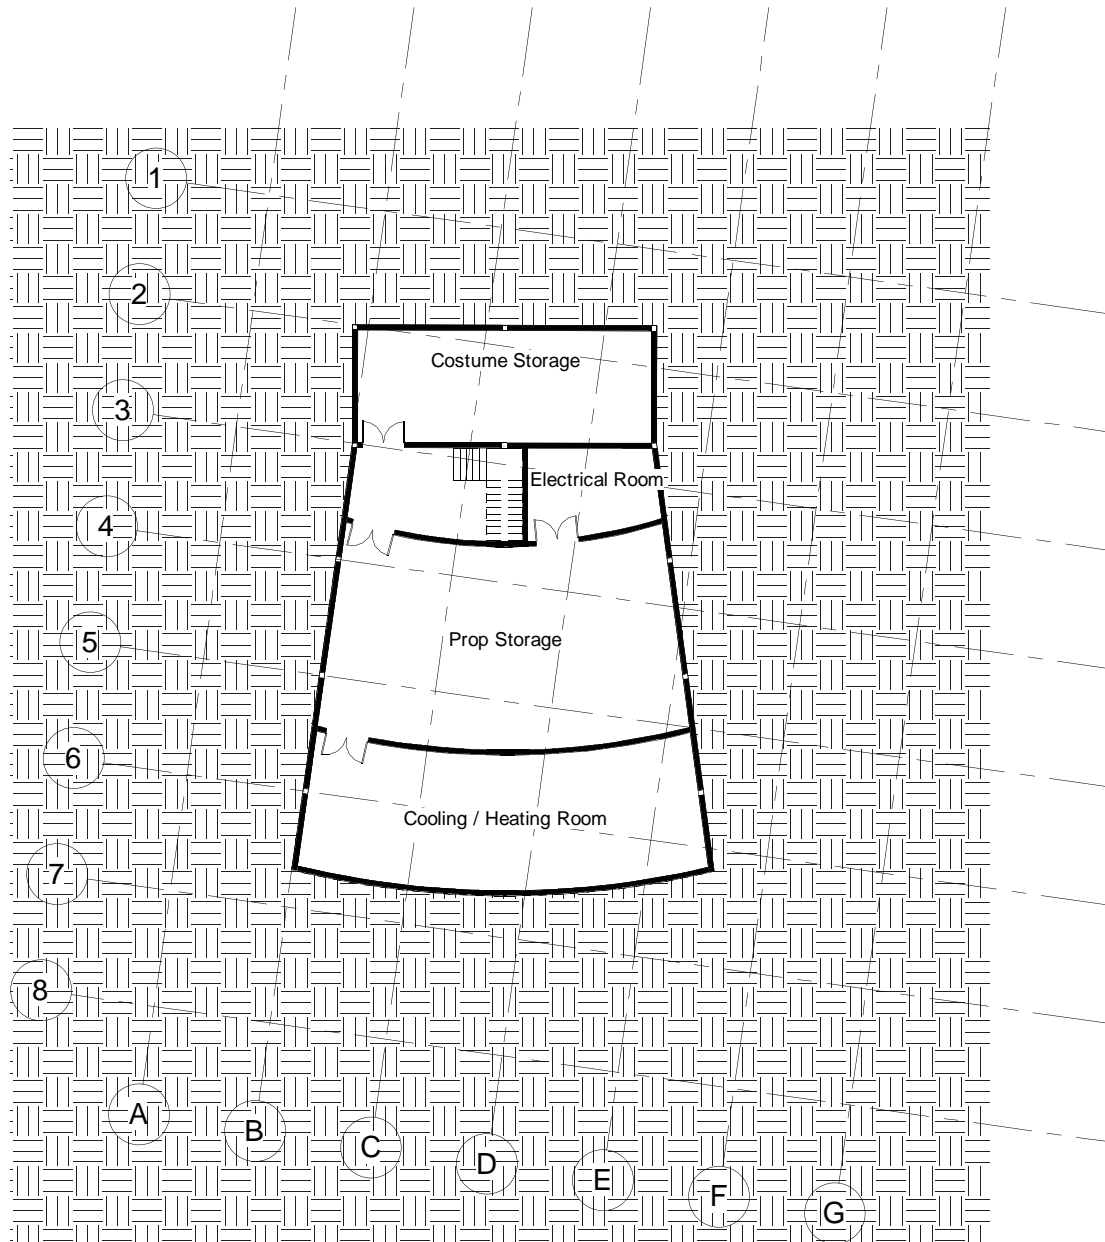 1
2
Costume Storage
3
Electrical Room
4
5
Prop Storage
6
Cooling / Heating Room
7
8
A
B
C
D
E
F
G